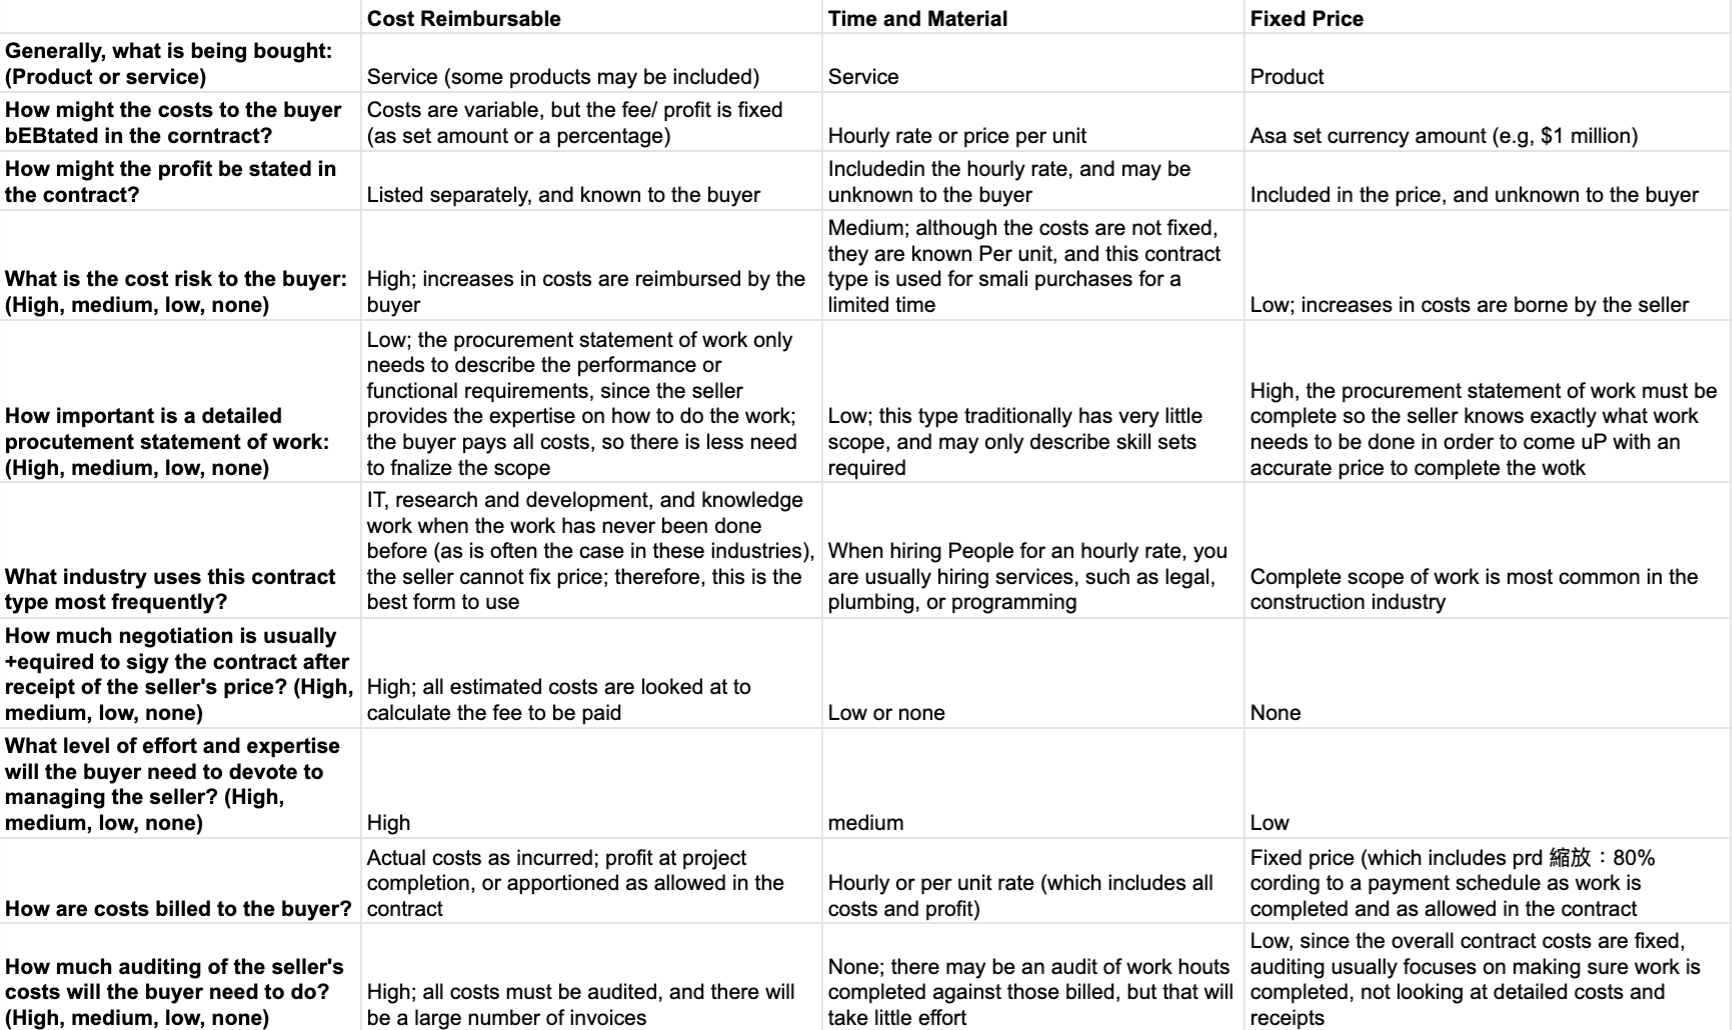 Cost Reimbursable
Time and Material
Fixed Price
Generally, what is being bought:
(Product or service)
Service (some products may be included)
Service
Product
How might the costs to the buyer
bEBtated in the corntract?
Costs are variable, but the fee/ profit is fixed
(as set amount or a percentage)
Hourly rate or price per unit
Asa set currency amount (e.g, $1 million)
How might the profit be stated in
the contract?
Listed separately, and known to the buyer
Includedin the hourly rate, and may be
unknown to the buyer
Included in the price, and unknown to the buyer
What is the cost risk to the buyer:
(High, medium, low, none)
High; increases in costs are reimbursed by the
buyer
Medium; although the costs are not fixed,
they are known Per unit, and this contract
type is used for smali purchases for a
limited time
Low; increases in costs are borne by the seller
How important is a detailed
procutement statement of work:
(High, medium, low, none)
Low; the procurement statement of work only
needs to describe the performance or
functional requirements, since the seller
provides the expertise on how to do the work;
the buyer pays all costs, so there is less need
to fnalize the scope
Low; this type traditionally has very little
scope, and may only describe skill sets
required
High, the procurement statement of work must be
complete so the seller knows exactly what work
needs to be done in order to come uP with an
accurate price to complete the wotk
What industry uses this contract
type most frequently?
IT, research and development, and knowledge
work when the work has never been done
before (as is often the case in these industries),
the seller cannot fix price; therefore, this is the
best form to use
When hiring People for an hourly rate, you
are usually hiring services, such as legal,
plumbing, or programming
Complete scope of work is most common in the
construction industry
How much negotiation is usually
+equired to sigy the contract after
receipt of the seller's price? (High,
medium, low, none)
High; all estimated costs are looked at to
calculate the fee to be paid
Low or none
None
What level of effort and expertise
will the buyer need to devote to
managing the seller? (High,
medium, low, none)
High
medium
Low
How are costs billed to the buyer?
Actual costs as incurred; profit at project
completion, or apportioned as allowed in the
contract
Hourly or per unit rate (which includes all
costs and profit)
Fixed price (which includes prd 縮放：80%
cording to a payment schedule as work is
completed and as allowed in the contract
How much auditing of the seller's
costs will the buyer need to do?
(High, medium, low, none)
High; all costs must be audited, and there will
be a large number of invoices
None; there may be an audit of work houts
completed against those billed, but that will
take little effort
Low, since the overall contract costs are fixed,
auditing usually focuses on making sure work is
completed, not looking at detailed costs and
receipts